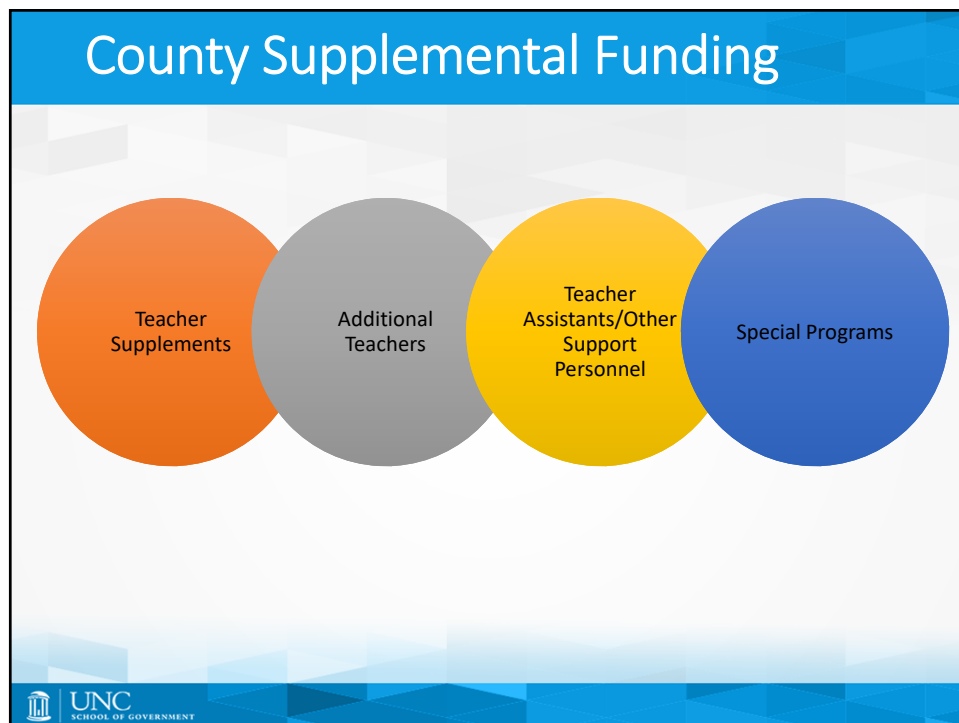 County Supplemental Funding
Teacher
Supplements
Additional
Teachers
Teacher
Assistants/Other
Support
Personnel
Special Programs
UNC
SCHOOL OF GOVERNMENT